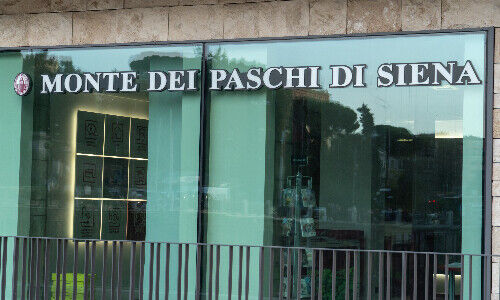 MONTE DEI PASCHI DI SIENA